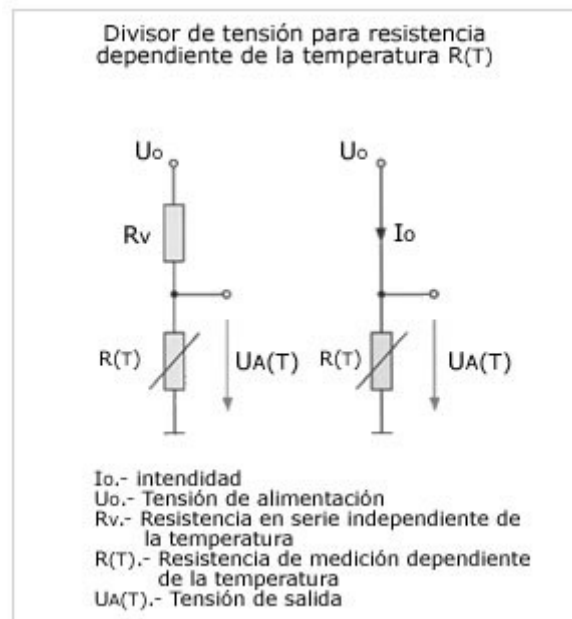 Divisor de tensión para resistencia
dependiente de la temperatura R(T)
Uo
Uo
Rv
Io
R(T)
UA(T)
R(T)
UA(T)
Io.- intendidad
Uo.- Tensión de alimentación
Rv.- Resistencia en serie independiente de
la temperatura
R(T).- Resistencia de medición dependiente
de la temperatura
UA(T).- Tensión de salida